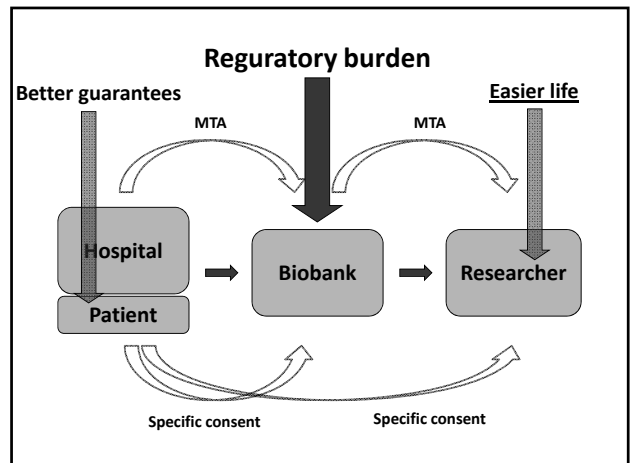 Reguratory burden
Better guarantees
Easier life
MTA
MTA
Hospital
Biobank
Researcher
Patient
Specific consent
Specific consent